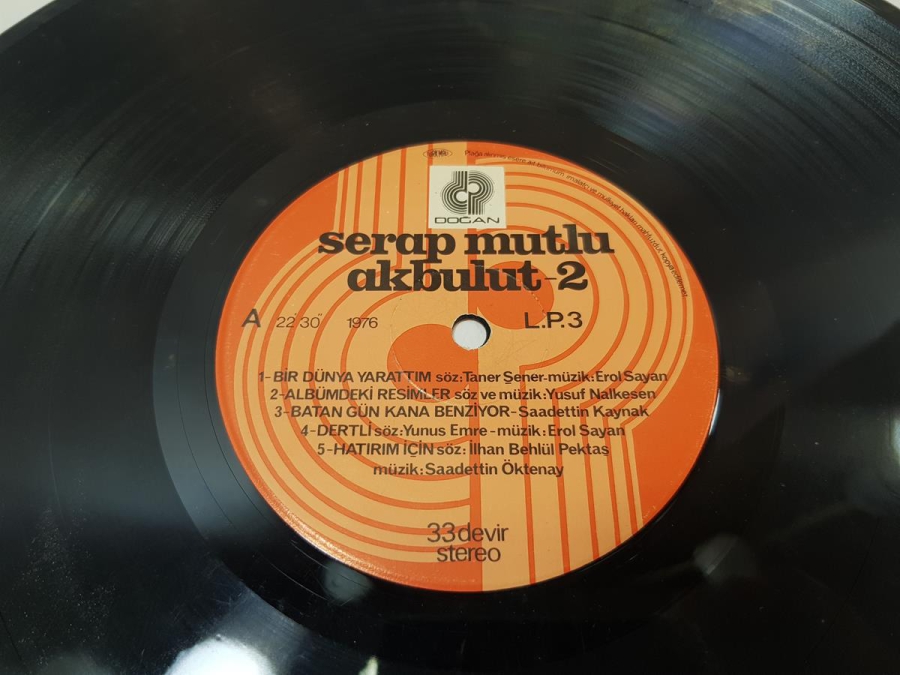 DOĞAN
serap mutlu
akbulut-2
A 22'30" 1976 L.P.3
1-BİR DÜNYA YARATTIM söz:Taner Şener-müzik:Erol Sayan
2-ALBÜMDEKİ RESİMLER söz ve müzik:Yusuf Nalkesen
3-BATAN GÜN KANA BENZİYOR-Saadettin Kaynak
4-DERTLİ söz:Yunus Emre-müzik:Erol Sayan
5-HATIRIM İÇİN söz: İlhan Behlül Pektaş
müzik:Saadettin Öktenay
33 devir
stereo